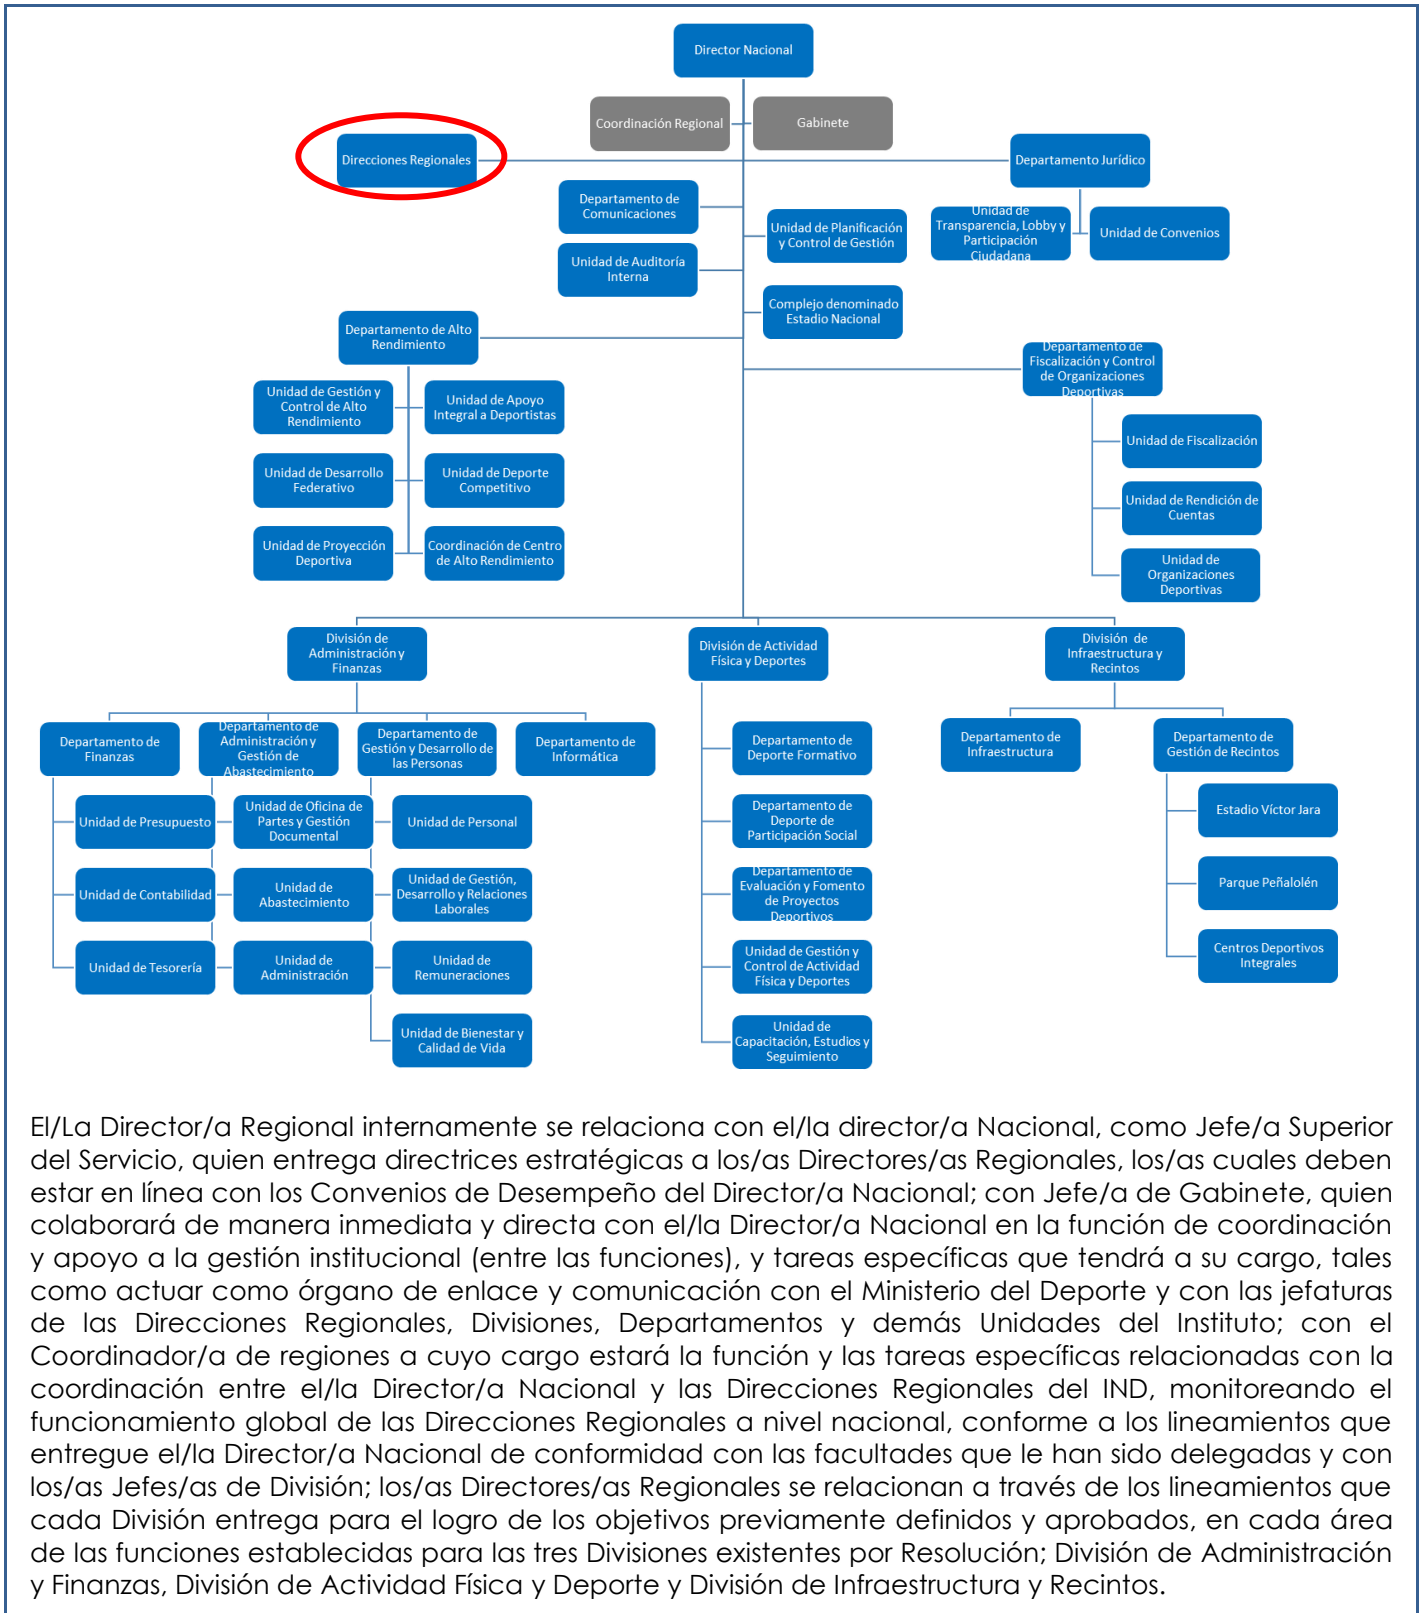 Director Nacional
Coordinación Regional
Gabinete
Direcciones Regionales
Departamento Jurídico
Departamento de
Comunicaciones
Unidad de Planificación
y Control de Gestión
Unidad de
Transparencia, Lobby y
Participación
Ciudadana
Unidad de Convenios
Unidad de Auditoría
Interna
Complejo denominado
Estadio Nacional
Departamento de Alto
Rendimiento
Departamento de
Fiscalización y Control
de Organizaciones
Deportivas
Unidad de Gestión y
Control de Alto
Rendimiento
Unidad de Apoyo
Integral a Deportistas
Unidad de Fiscalización
Unidad de Desarrollo
Federativo
Unidad de Deporte
Competitivo
Unidad de Rendición de
Cuentas
Unidad de Proyección
Deportiva
Coordinación de Centro
de Alto Rendimiento
Unidad de
Organizaciones
Deportivas
División de
Administración y
Finanzas
División de Actividad
Física y Deportes
División de
Infraestructura y
Recintos
Departamento de
Finanzas
Departamento de
Administración y
Gestión de
Abastecimiento
Departamento de
Gestión y Desarrollo de
las Personas
Departamento de
Informática
Departamento de
Deporte Formativo
Departamento de
Infraestructura
Departamento de
Gestión de Recintos
Unidad de Presupuesto
Unidad de Oficina de
Partes y Gestión
Documental
Unidad de Personal
Departamento de
Deporte de
Participación Social
Estadio Víctor Jara
Unidad de Contabilidad
Unidad de
Abastecimiento
Unidad de Gestión,
Desarrollo y Relaciones
Laborales
Departamento de
Evaluación y Fomento
de Proyectos
Deportivos
Parque Peñalolén
Unidad de Tesorería
Unidad de
Administración
Unidad de
Remuneraciones
Unidad de Gestión y
Control de Actividad
Física y Deportes
Centros Deportivos
Integrales
Unidad de Bienestar y
Calidad de Vida
Unidad de
Capacitación, Estudios y
Seguimiento
El/La Director/a Regional internamente se relaciona con el/la director/a Nacional, como Jefe/a Superior
del Servicio, quien entrega directrices estratégicas a los/as Directores/as Regionales, los/as cuales deben
estar en línea con los Convenios de Desempeño del Director/a Nacional; con Jefe/a de Gabinete, quien
colaborará de manera inmediata y directa con el/la Director/a Nacional en la función de coordinación
y apoyo a la gestión institucional (entre las funciones), y tareas específicas que tendrá a su cargo, tales
como actuar como órgano de enlace y comunicación con el Ministerio del Deporte y con las jefaturas
de las Direcciones Regionales, Divisiones, Departamentos y demás Unidades del Instituto; con el
Coordinador/a de regiones a cuyo cargo estará la función y las tareas específicas relacionadas con la
coordinación entre el/la Director/a Nacional y las Direcciones Regionales del IND, monitoreando el
funcionamiento global de las Direcciones Regionales a nivel nacional, conforme a los lineamientos que
entregue el/la Director/a Nacional de conformidad con las facultades que le han sido delegadas y con
los/as Jefes/as de División; los/as Directores/as Regionales se relacionan a través de los lineamientos que
cada División entrega para el logro de los objetivos previamente definidos y aprobados, en cada área
de las funciones establecidas para las tres Divisiones existentes por Resolución; División de Administración
y Finanzas, División de Actividad Física y Deporte y División de Infraestructura y Recintos.